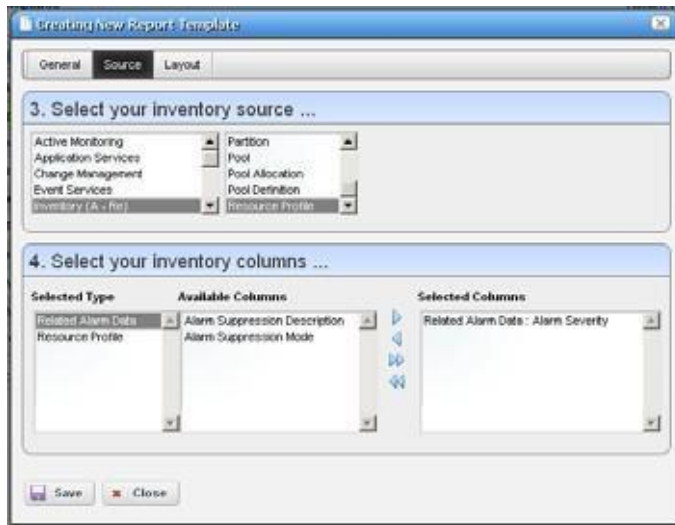 Creating New Report Template
General Source Layout
3. Select your inventory source ...
Active Monitoring
Application Services
Change Management
Event Services
Inventory (A - Re)
Partition
Pool
Pool Allocation
Pool Definition
Resource Profile
4. Select your inventory columns ...
Selected Type Available Columns Selected Columns
Related Alarm Data
Resource Profile
Alarm Suppression Description
Alarm Suppression Mode
Related Alarm Data : Alarm Severity
Save Close